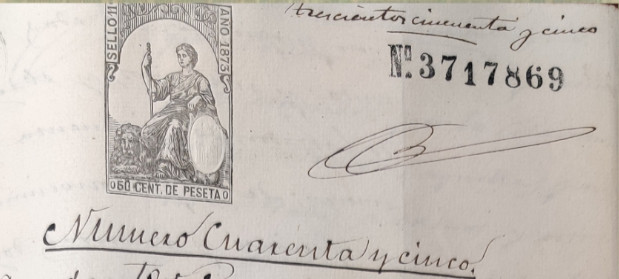 trescientos cincuenta y cinco
SELLO 11
AÑO 1873
Nº. 3717869
50 CENT. DE PESETA
Numero Cuarenta y cinco.